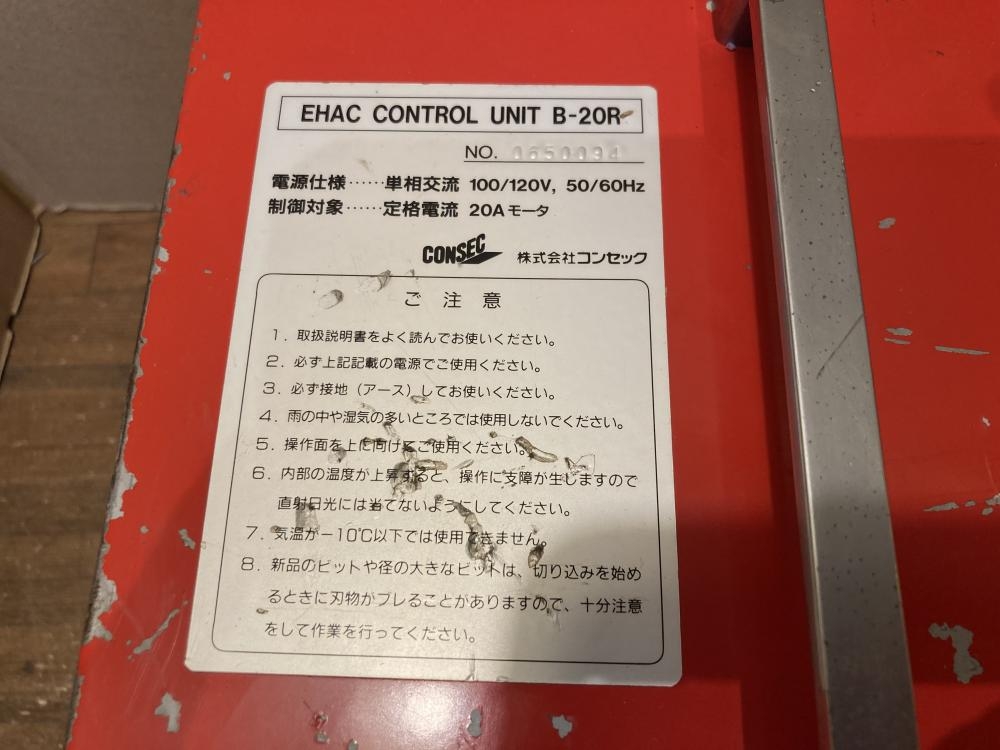 EHAC CONTROL UNIT B-20R
NO. 0650094
電源仕様……単相交流 100/120V, 50/60Hz
制御対象……定格電流 20Aモータ
CONSEC 株式会社コンセック
ご注意
1. 取扱説明書をよく読んでお使いください。
2. 必ず上記記載の電源でご使用ください。
3. 必ず接地(アース)してお使いください。
4. 雨の中や湿気の多いところでは使用しないでください。
5. 操作面を上に向けてご使用ください。
6. 内部の温度が上昇すると、操作に支障が生じますので
直射日光には当てないようにしてください。
7. 気温が−10℃以下では使用できません。
8. 新品のビットや径の大きなビットは、切り込みを始め
るときに刃物がブレることがありますので、十分注意
をして作業を行ってください。